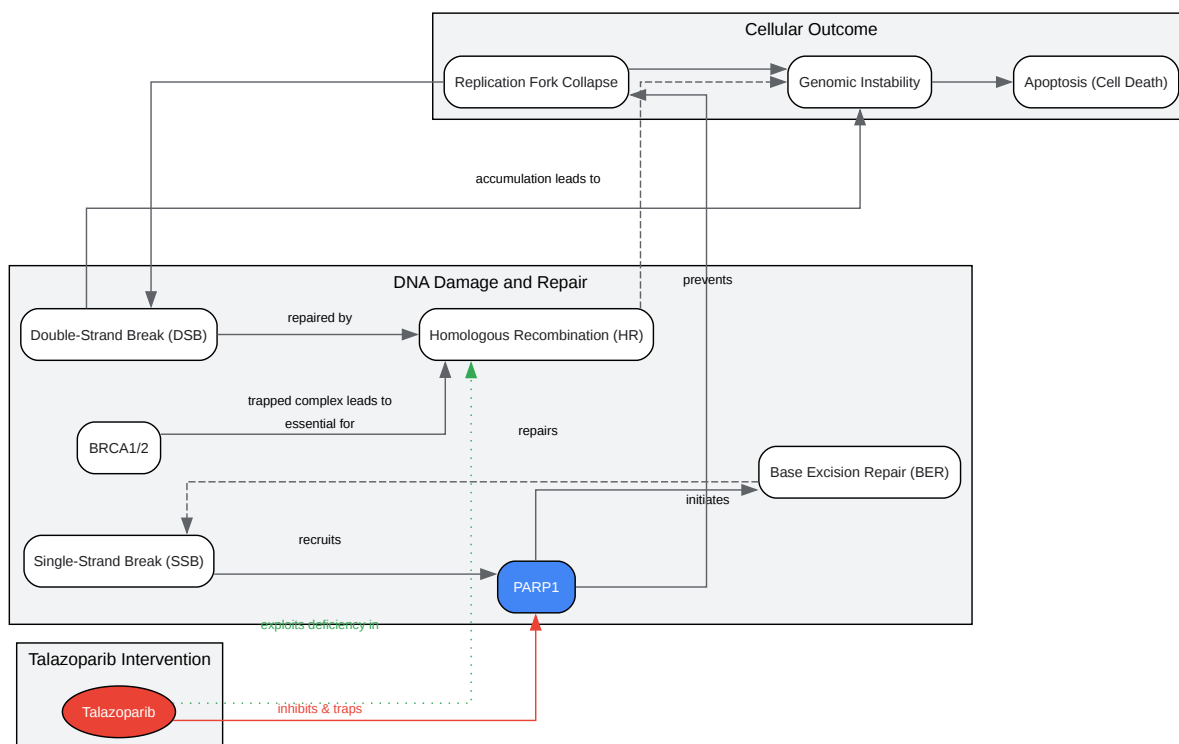 Cellular Outcome
Replication Fork Collapse
Genomic Instability
Apoptosis (Cell Death)
accumulation leads to
DNA Damage and Repair
prevents
Double-Strand Break (DSB)
repaired by
Homologous Recombination (HR)
trapped complex leads to
essential for
BRCA1/2
repairs
Base Excision Repair (BER)
initiates
Single-Strand Break (SSB)
recruits
PARP1
exploits deficiency in
Talazoparib Intervention
Talazoparib
inhibits & traps